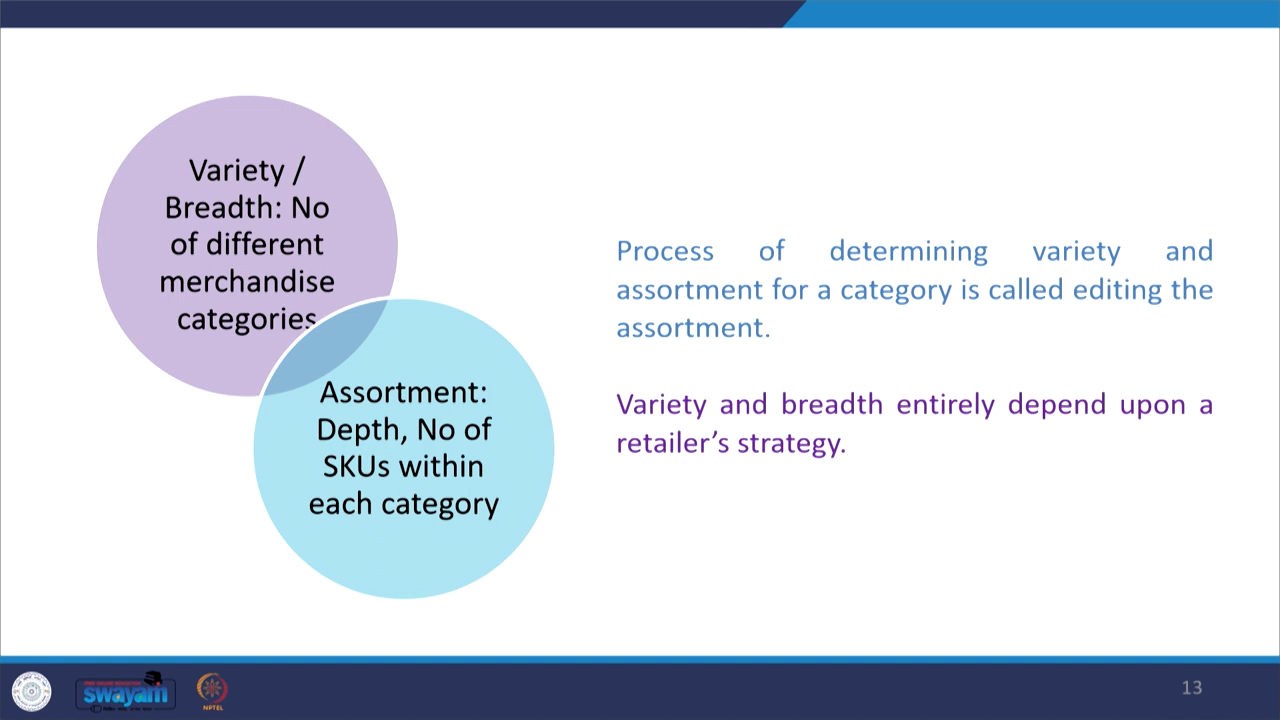 Variety /
Breadth: No
of different
merchandise
categories
Assortment:
Depth, No of
SKUs within
each category
Process of determining variety and
assortment for a category is called editing the
assortment.
Variety and breadth entirely depend upon a
retailer's strategy.
swayam
NPTEL
13